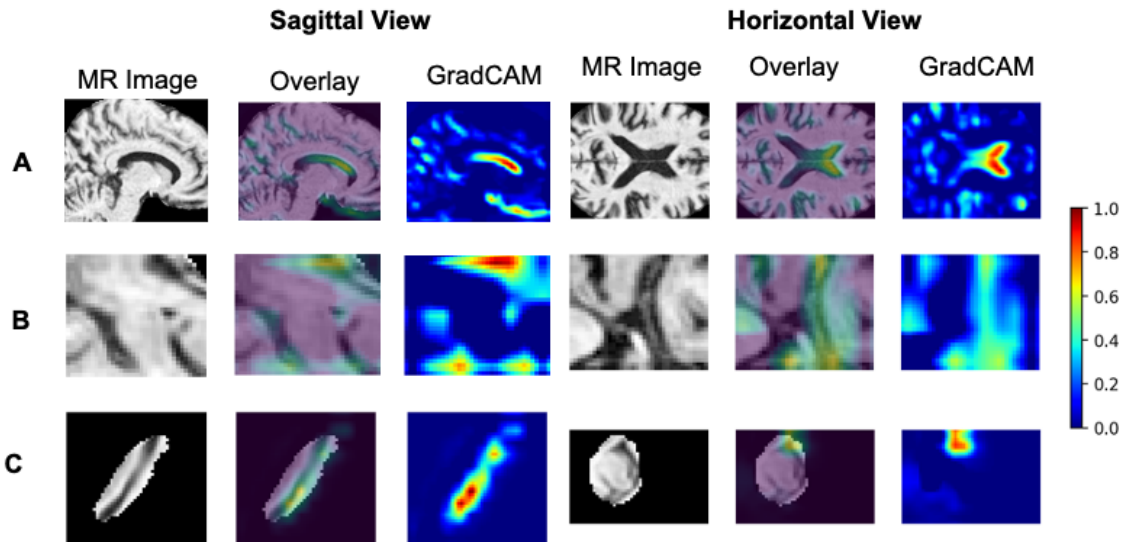 Sagittal View Horizontal View
MR Image Overlay GradCAM MR Image Overlay GradCAM
A
1.0
0.8
B
0.6
0.4
0.2
C
0.0